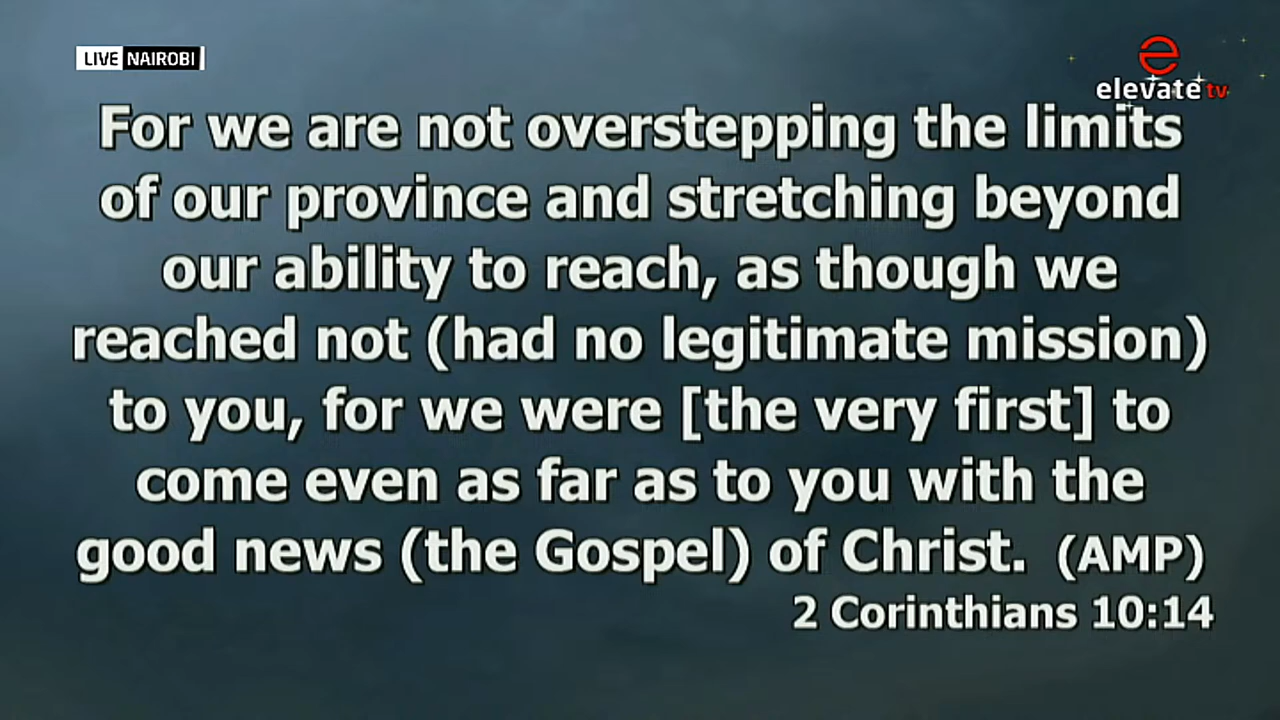 LIVE NAIROBI
e
elevate tv
For we are not overstepping the limits
of our province and stretching beyond
our ability to reach, as though we
reached not (had no legitimate mission)
to you, for we were [the very first] to
come even as far as to you with the
good news (the Gospel) of Christ. (AMP)
2 Corinthians 10:14